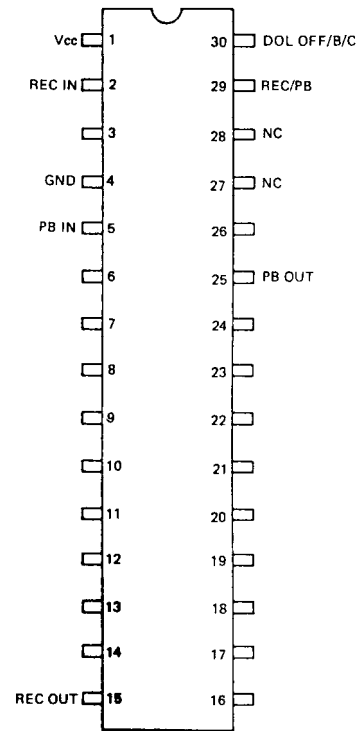 Vcc 1 30 DOL OFF/B/C
REC IN 2 29 REC/PB
3 28 NC
GND 4 27 NC
PB IN 5 26
6 25 PB OUT
7 24
8 23
9 22
10 21
11 20
12 19
13 18
14 17
REC OUT 15 16